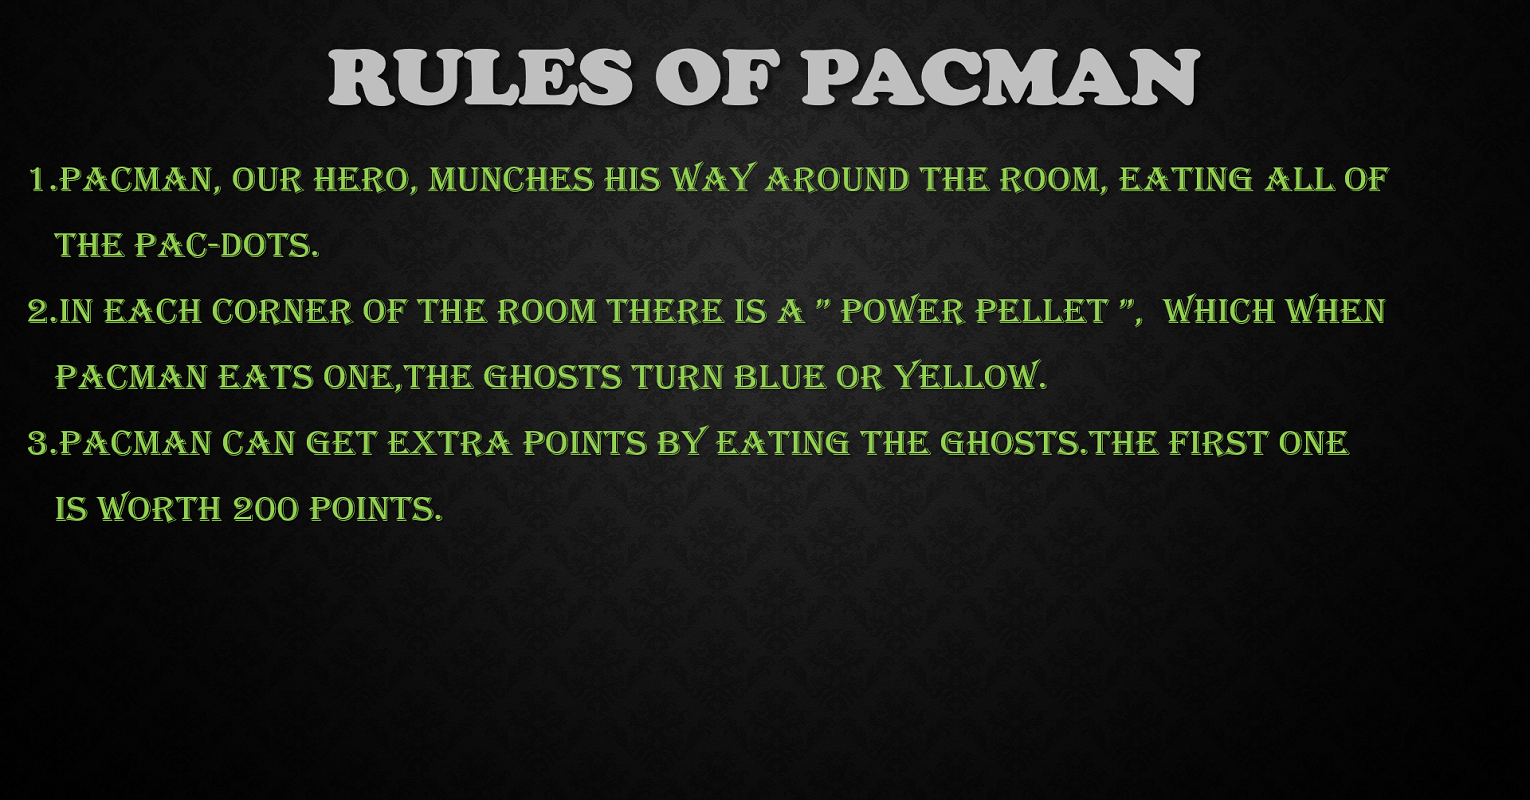 RULES OF PACMAN
1.PACMAN, OUR HERO, MUNCHES HIS WAY AROUND THE ROOM, EATING ALL OF
THE PAC-DOTS.
2.IN EACH CORNER OF THE ROOM THERE IS A ” POWER PELLET ”,  WHICH WHEN
PACMAN EATS ONE,THE GHOSTS TURN BLUE OR YELLOW.
3.PACMAN CAN GET EXTRA POINTS BY EATING THE GHOSTS.THE FIRST ONE
IS WORTH 200 POINTS.